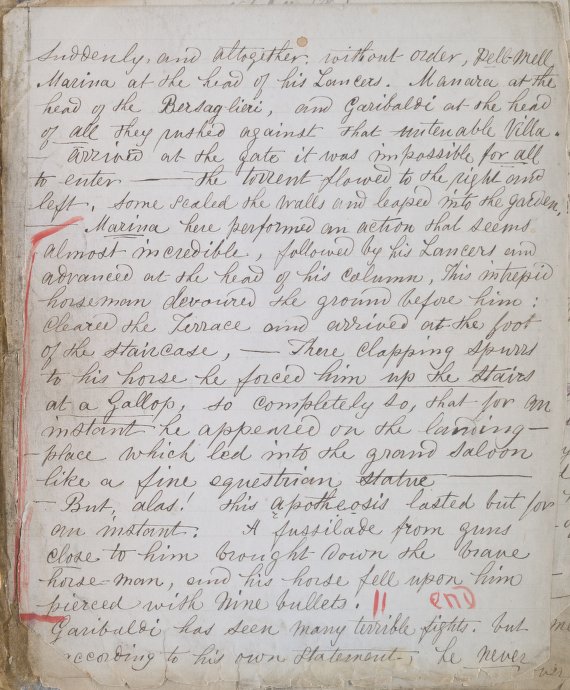 suddenly, and altogether, without order, Pell-Mell
Marina at the head of his Lancers. Manara at the
head of the Bersaglieri, and Garibaldi at the head
of all they rushed against that untenable Villa.
— Arrived at the gate it was impossible for all
to enter —— the torrent flowed to the right and
left, some scaled the walls and leaped into the garden,
— Marina here performed an action that seems
almost incredible, followed by his Lancers and
advanced at the head of his column, This intrepid
horseman devoured the ground before him:
cleared the Terrace and arrived at the foot
of the staircase, — There clapping spurrs
to his horse he forced him up the stairs
at a Gallop, so completely so, that for an
instant he appeared on the landing-
place which led into the grand saloon
like a fine equestrian statue ——
— But, alas! this apotheosis lasted but for
an instant. A fussilade from guns
close to him brought down the brave
horse-man, and his horse fell upon him
pierced with nine bullets. || end
Garibaldi has seen many terrible fights. but
according to his own statement, he never